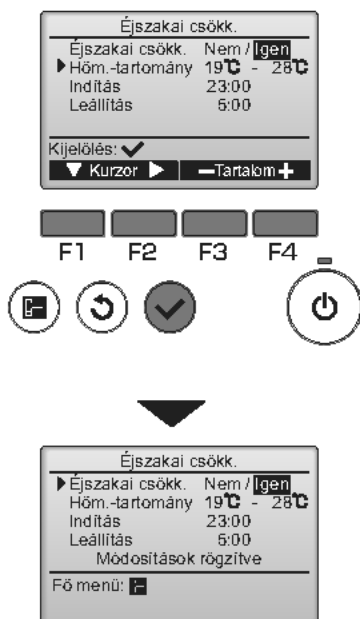 Éjszakai csökk.
Éjszakai csökk. Nem / Igen
Höm.-tartomány 19℃ - 28℃
Indítás 23:00
Leállítás 5:00
Kijelölés:
Kurzor −Tartalom+
F1 F2 F3 F4
Éjszakai csökk.
Éjszakai csökk. Nem / Igen
Höm.-tartomány 19℃ - 28℃
Indítás 23:00
Leállítás 5:00
Módosítások rögzítve
Fő menü: